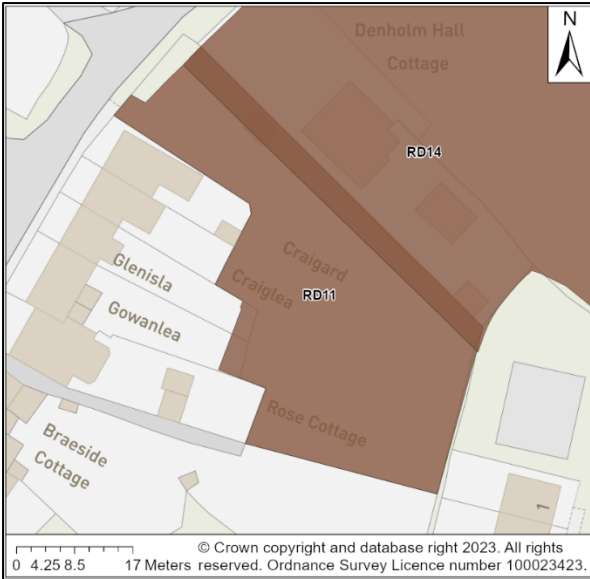 Denholm Hall
Cottage
N
RD14
Craigard
Craiglea
RD11
Glenisla
Gowanlea
Rose Cottage
Braeside
Cottage
1
0 4.25 8.5 17 Meters
© Crown copyright and database right 2023. All rights
reserved. Ordnance Survey Licence number 100023423.